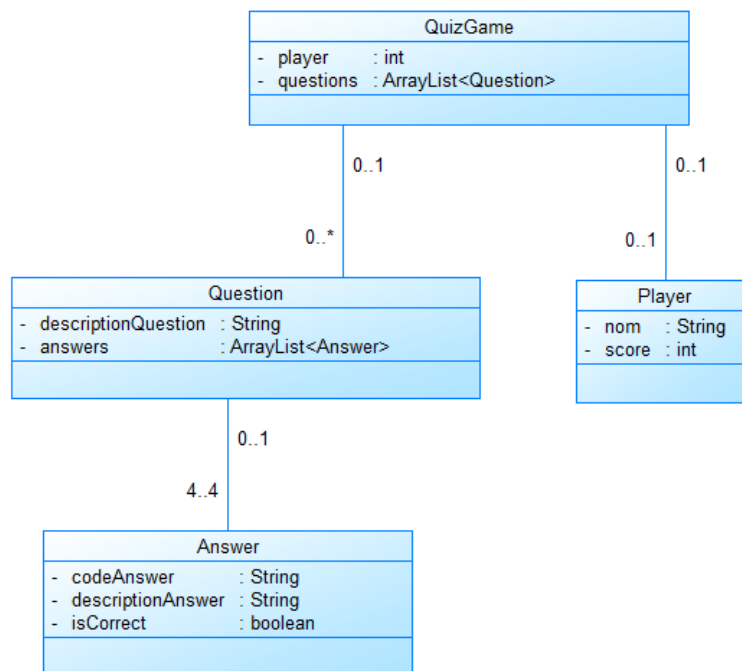 QuizGame
- player : int
- questions : ArrayList<Question>
0..1
0..1
0..*
0..1
Question
- descriptionQuestion : String
- answers : ArrayList<Answer>
Player
- nom : String
- score : int
0..1
4..4
Answer
- codeAnswer : String
- descriptionAnswer : String
- isCorrect : boolean